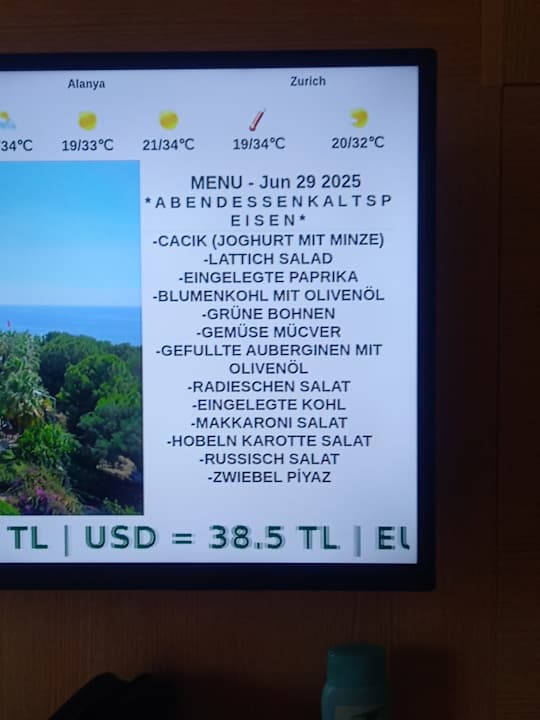 Alanya
Zurich
34°C 19/33°C 21/34°C 19/34°C 20/32°C
MENU - Jun 29 2025
*ABENDESSENKALTSP
EISEN*
-CACIK (JOGHURT MIT MINZE)
-LATTICH SALAD
-EINGELEGTE PAPRIKA
-BLUMENKOHL MIT OLIVENÖL
-GRÜNE BOHNEN
-GEMÜSE MÜCVER
-GEFULLTE AUBERGINEN MIT
OLIVENÖL
-RADIESCHEN SALAT
-EINGELEGTE KOHL
-MAKKARONI SALAT
-HOBELN KAROTTE SALAT
-RUSSISCH SALAT
-ZWIEBEL PİYAZ
TL | USD = 38.5 TL |